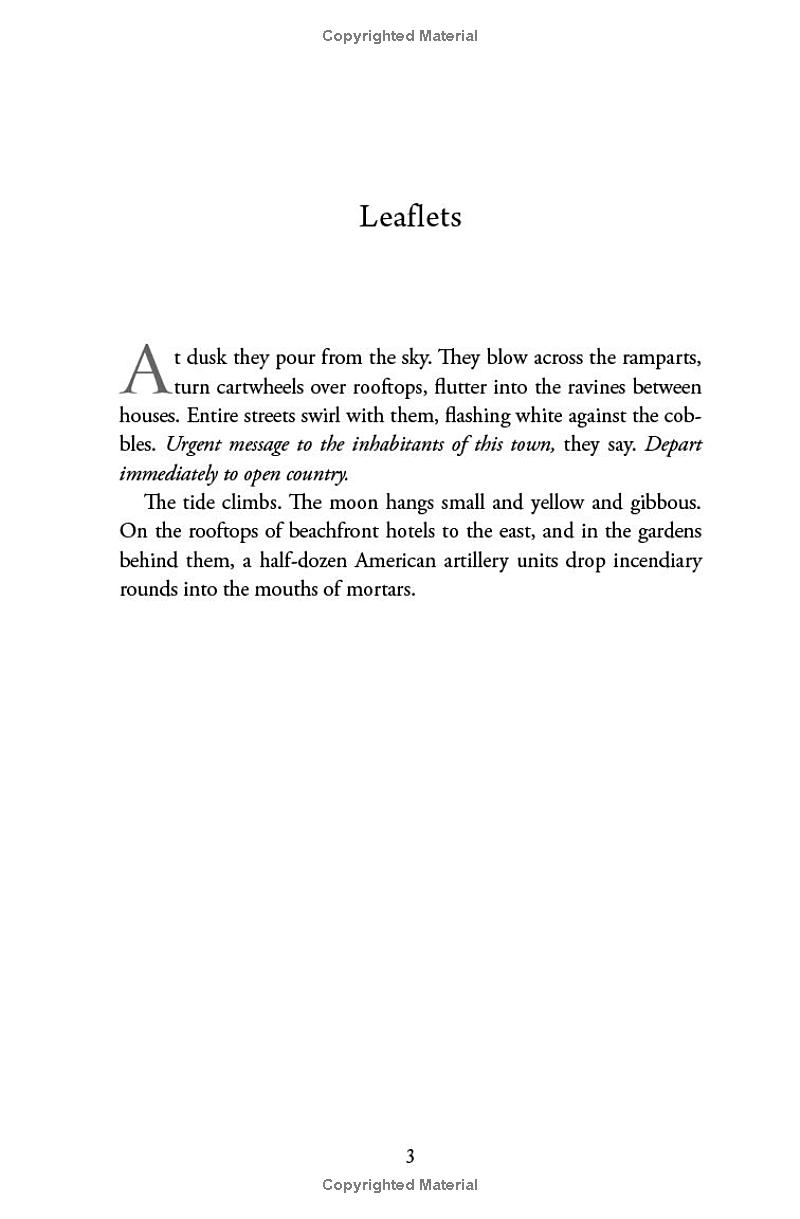 Copyrighted Material
Leaflets
At dusk they pour from the sky. They blow across the ramparts,
turn cartwheels over rooftops, flutter into the ravines between
houses. Entire streets swirl with them, flashing white against the cob-
bles. Urgent message to the inhabitants of this town, they say. Depart
immediately to open country.
The tide climbs. The moon hangs small and yellow and gibbous.
On the rooftops of beachfront hotels to the east, and in the gardens
behind them, a half-dozen American artillery units drop incendiary
rounds into the mouths of mortars.
3
Copyrighted Material